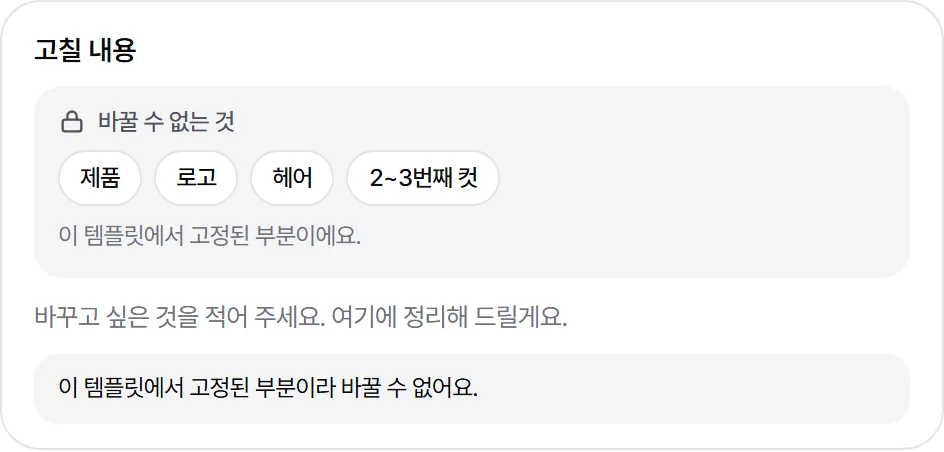 고칠 내용
바꿀 수 없는 것
제품 로고 헤어 2~3번째 컷
이 템플릿에서 고정된 부분이에요.
바꾸고 싶은 것을 적어 주세요. 여기에 정리해 드릴게요.
이 템플릿에서 고정된 부분이라 바꿀 수 없어요.